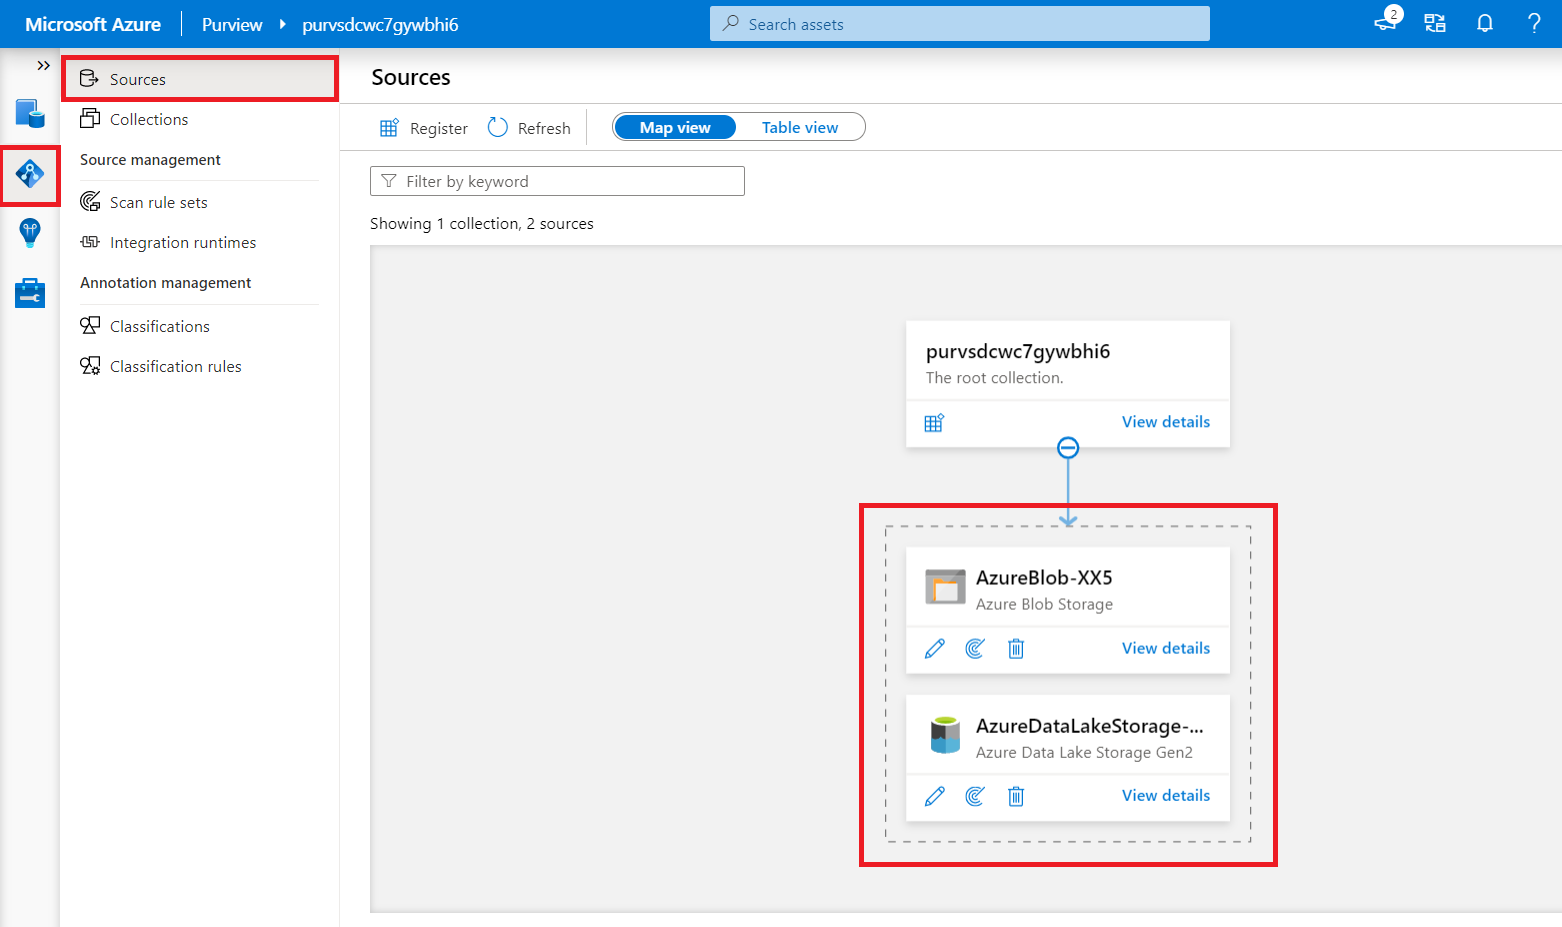 Microsoft Azure
Purview
purvsdcwc7gywbhi6
Search assets
2
?
Sources
Collections
Source management
Scan rule sets
Integration runtimes
Annotation management
Classifications
Classification rules
Sources
Register
Refresh
Map view
Table view
Filter by keyword
Showing 1 collection, 2 sources
purvsdcwc7gywbhi6
The root collection.
View details
AzureBlob-XX5
Azure Blob Storage
View details
AzureDataLakeStorage-...
Azure Data Lake Storage Gen2
View details